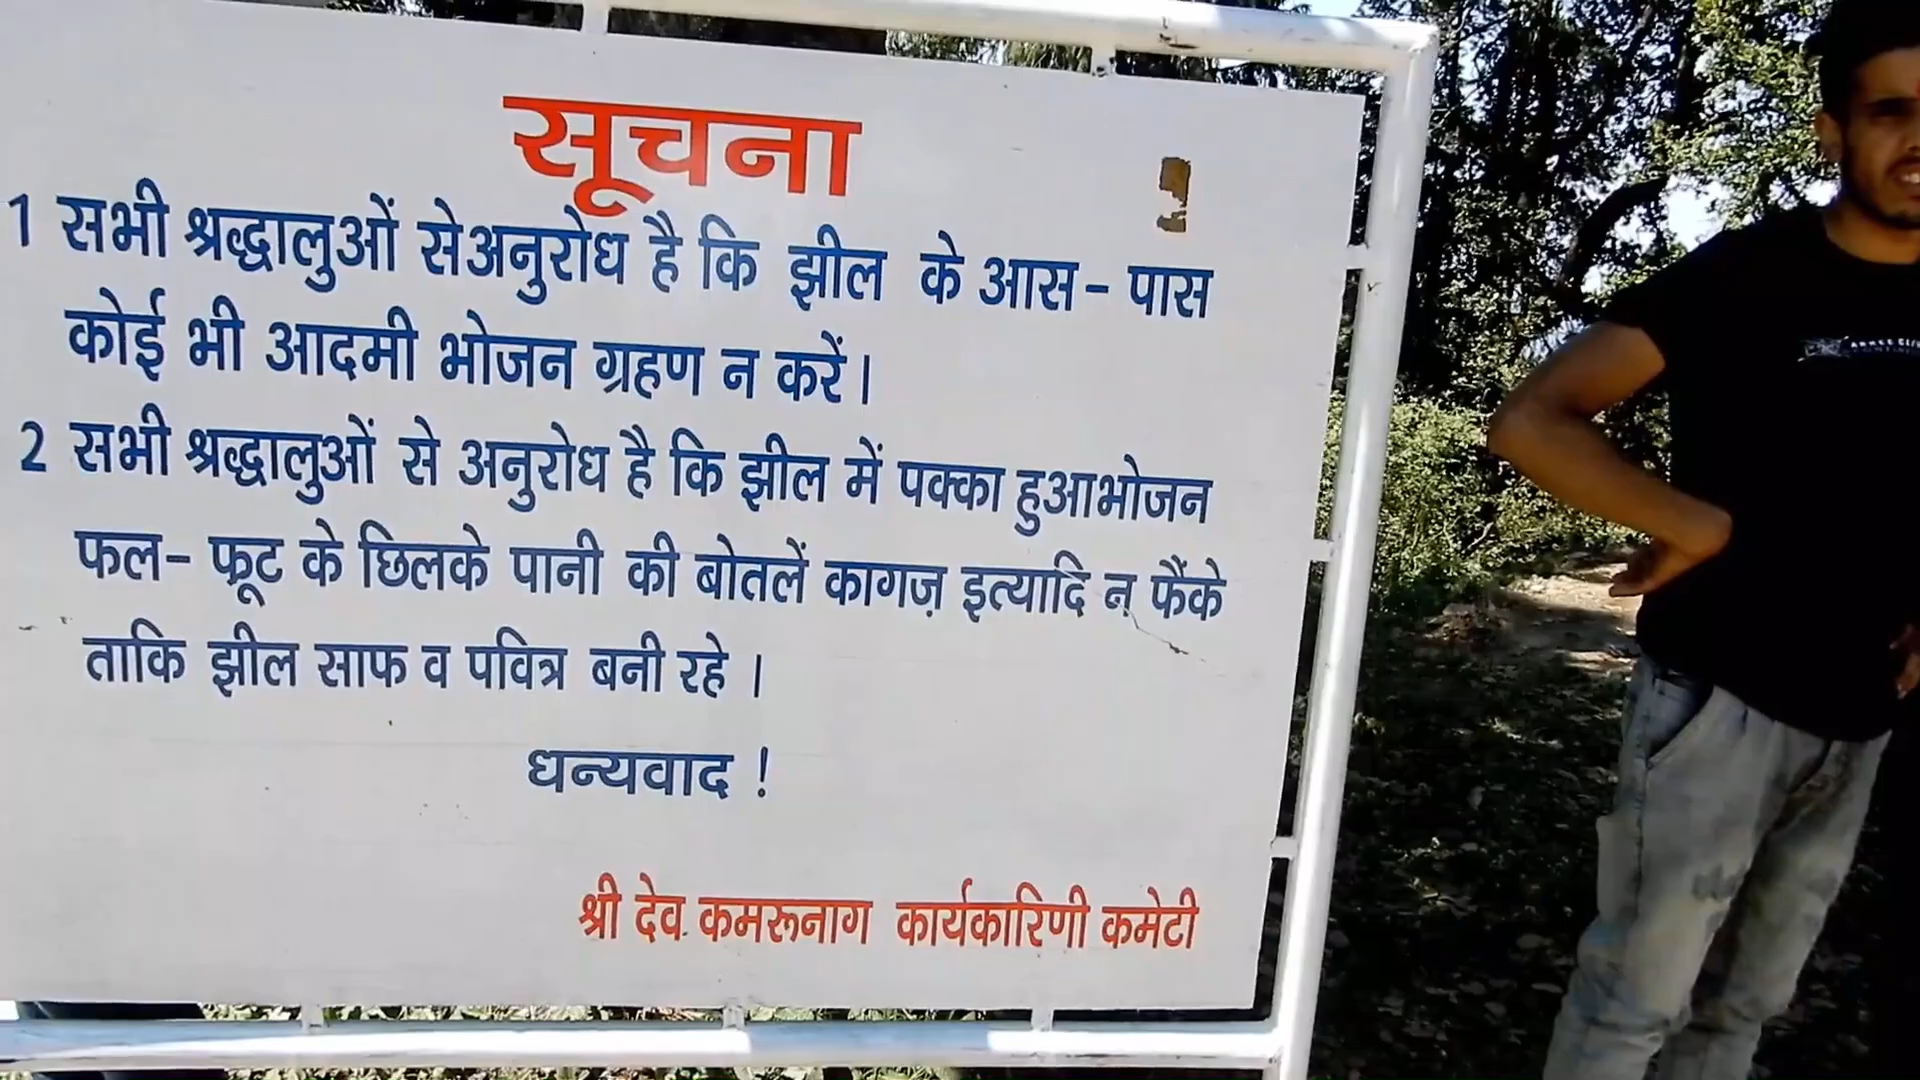 सूचना
1 सभी श्रद्धालुओं सेअनुरोध है कि झील के आस- पास
कोई भी आदमी भोजन ग्रहण न करें।
2 सभी श्रद्धालुओं से अनुरोध है कि झील में पक्का हुआभोजन
फल- फ्रूट के छिलके पानी की बोतलें कागज़ इत्यादि न फैंके
ताकि झील साफ व पवित्र बनी रहे ।
धन्यवाद !
श्री देव कमरूनाग कार्यकारिणी कमेटी